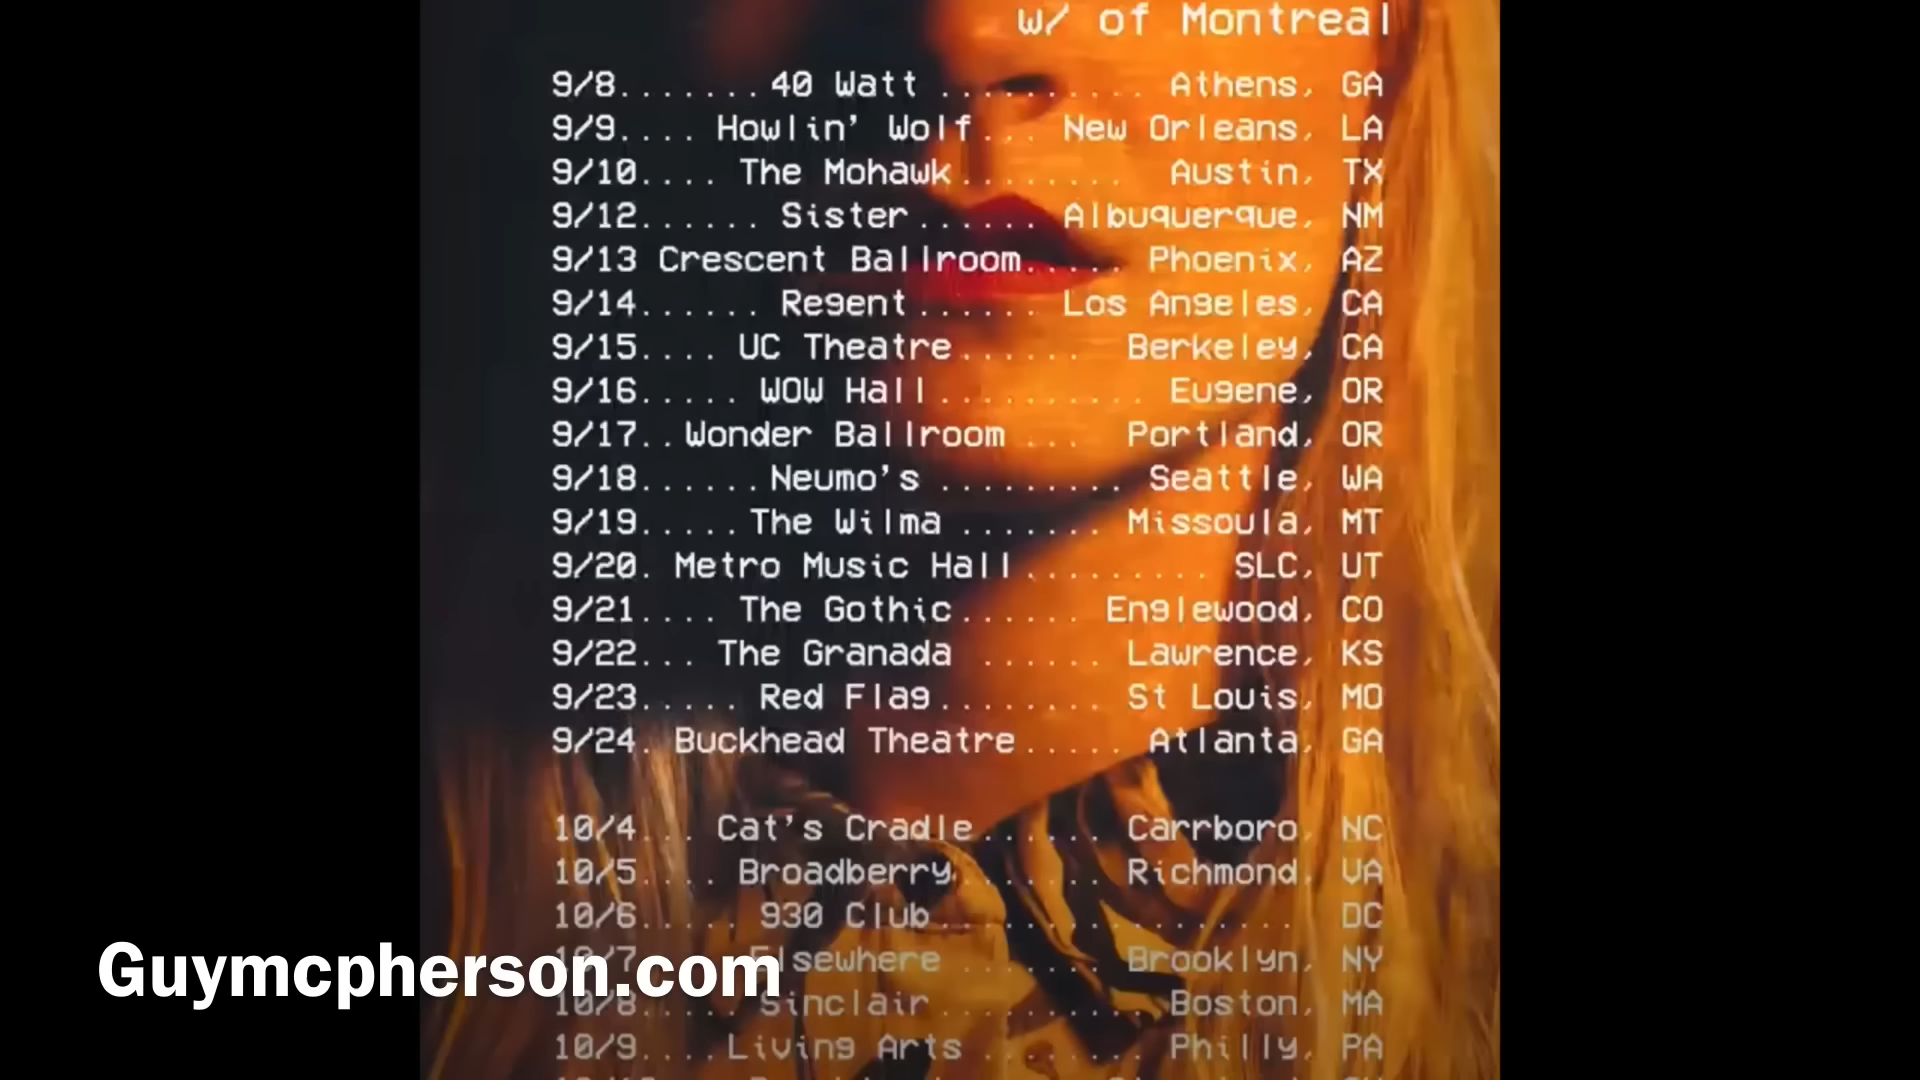 w/ of Montreal
9/8.......40 Watt .......... Athens, GA
9/9.... Howlin' Wolf... New Orleans, LA
9/10.... The Mohawk........ Austin, TX
9/12...... Sister...... Albuquerque, NM
9/13 Crescent Ballroom..... Phoenix, AZ
9/14...... Regent...... Los Angeles, CA
9/15.... UC Theatre...... Berkeley, CA
9/16..... WOW Hall.......... Eugene, OR
9/17..Wonder Ballroom ... Portland, OR
9/18......Neumo's ......... Seattle, WA
9/19.....The Wilma ....... Missoula, MT
9/20. Metro Music Hall......... SLC, UT
9/21.... The Gothic...... Englewood, CO
9/22... The Granada ...... Lawrence, KS
9/23..... Red Flag........ St Louis, MO
9/24. Buckhead Theatre..... Atlanta, GA
10/4... Cat's Cradle...... Carrboro, NC
10/5.... Broadberry....... Richmond, VA
10/6..... 930 Club................. DC
10/7 Elsewhere ....... Brooklyn, NY
Guymcpherson.com
10/8..... Sinclair .......... Boston, MA
10/9....Living Arts ........ Philly, PA